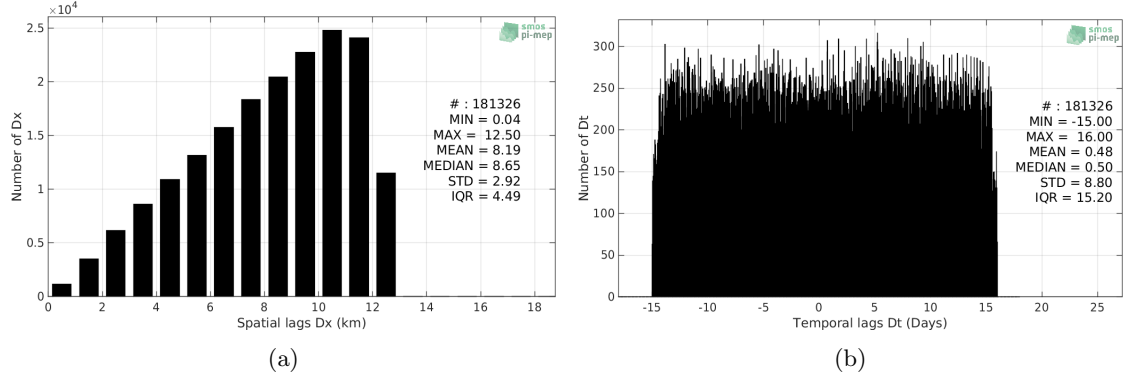 ×10⁴
2.5
2
1.5
1
0.5
0
0 2 4 6 8 10 12 14 16 18
Number of Dx
Spatial lags Dx (km)
smos
pi-mep
# : 181326
MIN = 0.04
MAX = 12.50
MEAN = 8.19
MEDIAN = 8.65
STD = 2.92
IQR = 4.49
(a)
300
250
200
150
100
50
0
-15 -10 -5 0 5 10 15 20 25
Number of Dt
Temporal lags Dt (Days)
smos
pi-mep
# : 181326
MIN = -15.00
MAX = 16.00
MEAN = 0.48
MEDIAN = 0.50
STD = 8.80
IQR = 15.20
(b)